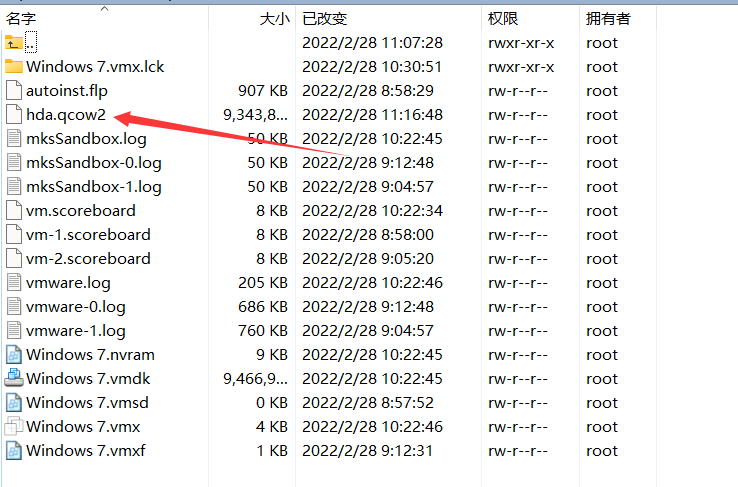 名字 大小 已改变 权限 拥有者
.. 2022/2/28 11:07:28 rwxr-xr-x root
Windows 7.vmx.lck 2022/2/28 10:30:51 rwxr-xr-x root
autoinst.flp 907 KB 2022/2/28 8:58:29 rw-r--r-- root
hda.qcow2 9,343,8... 2022/2/28 11:16:48 rw-r--r-- root
mksSandbox.log 50 KB 2022/2/28 10:22:45 rw-r--r-- root
mksSandbox-0.log 50 KB 2022/2/28 9:12:48 rw-r--r-- root
mksSandbox-1.log 50 KB 2022/2/28 9:04:57 rw-r--r-- root
vm.scoreboard 8 KB 2022/2/28 10:22:34 rw-r--r-- root
vm-1.scoreboard 8 KB 2022/2/28 8:58:00 rw-r--r-- root
vm-2.scoreboard 8 KB 2022/2/28 9:05:20 rw-r--r-- root
vmware.log 205 KB 2022/2/28 10:22:46 rw-r--r-- root
vmware-0.log 686 KB 2022/2/28 9:12:48 rw-r--r-- root
vmware-1.log 760 KB 2022/2/28 9:04:57 rw-r--r-- root
Windows 7.nvram 9 KB 2022/2/28 10:22:45 rw-r--r-- root
Windows 7.vmdk 9,466,9... 2022/2/28 10:22:45 rw-r--r-- root
Windows 7.vmsd 0 KB 2022/2/28 8:57:52 rw-r--r-- root
Windows 7.vmx 4 KB 2022/2/28 10:22:46 rw-r--r-- root
Windows 7.vmxf 1 KB 2022/2/28 9:12:31 rw-r--r-- root